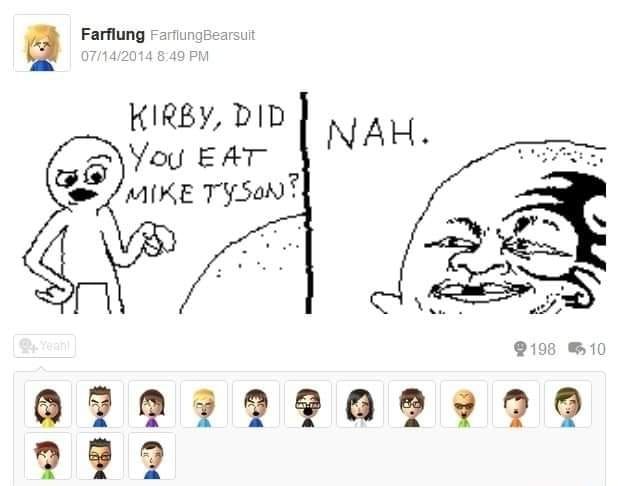 Farflung FarflungBearsuit
07/14/2014 8:49 PM
KIRBY, DID
YOU EAT
MIKE TYSON?
NAH.
Yeah!
198 10